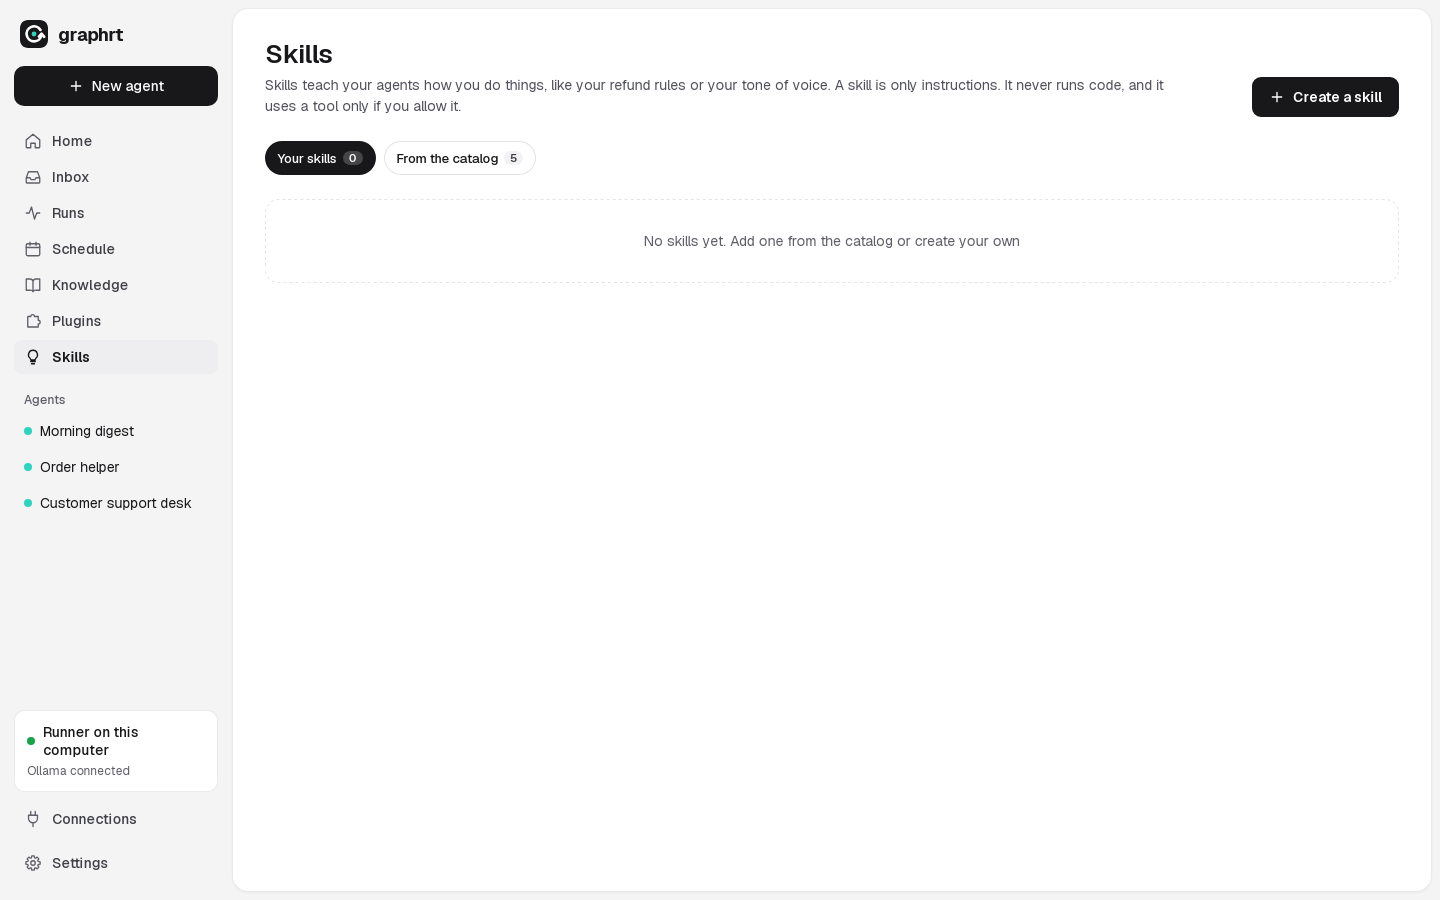 graphrt
New agent
Home
Inbox
Runs
Schedule
Knowledge
Plugins
Skills
Agents
Morning digest
Order helper
Customer support desk
Runner on this
computer
Ollama connected
Connections
Settings
Skills
Skills teach your agents how you do things, like your refund rules or your tone of voice. A skill is only instructions. It never runs code, and it
uses a tool only if you allow it.
Create a skill
Your skills 0
From the catalog 5
No skills yet. Add one from the catalog or create your own